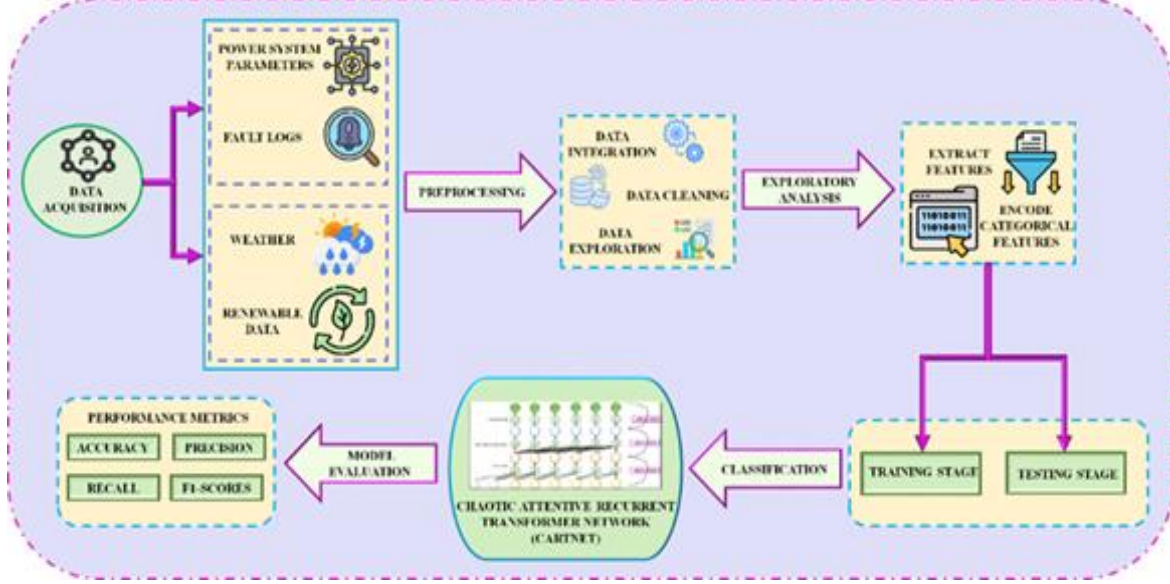 DATA
ACQUISITION
POWER SYSTEM
PARAMETERS
FAULT LOGS
WEATHER
RENEWABLE
DATA
PREPROCESSING
DATA
INTEGRATION
DATA CLEANING
DATA
EXPLORATION
EXPLORATORY
ANALYSIS
EXTRACT
FEATURES
11010011
11010011
ENCODE
CATEGORICAL
FEATURES
TRAINING STAGE
TESTING STAGE
CLASSIFICATION
CHAOTIC ATTENTIVE RECURRENT
TRANSFORMER NETWORK
(CARTNET)
MODEL
EVALUATION
PERFORMANCE METRICS
ACCURACY
PRECISION
RECALL
F1-SCORES